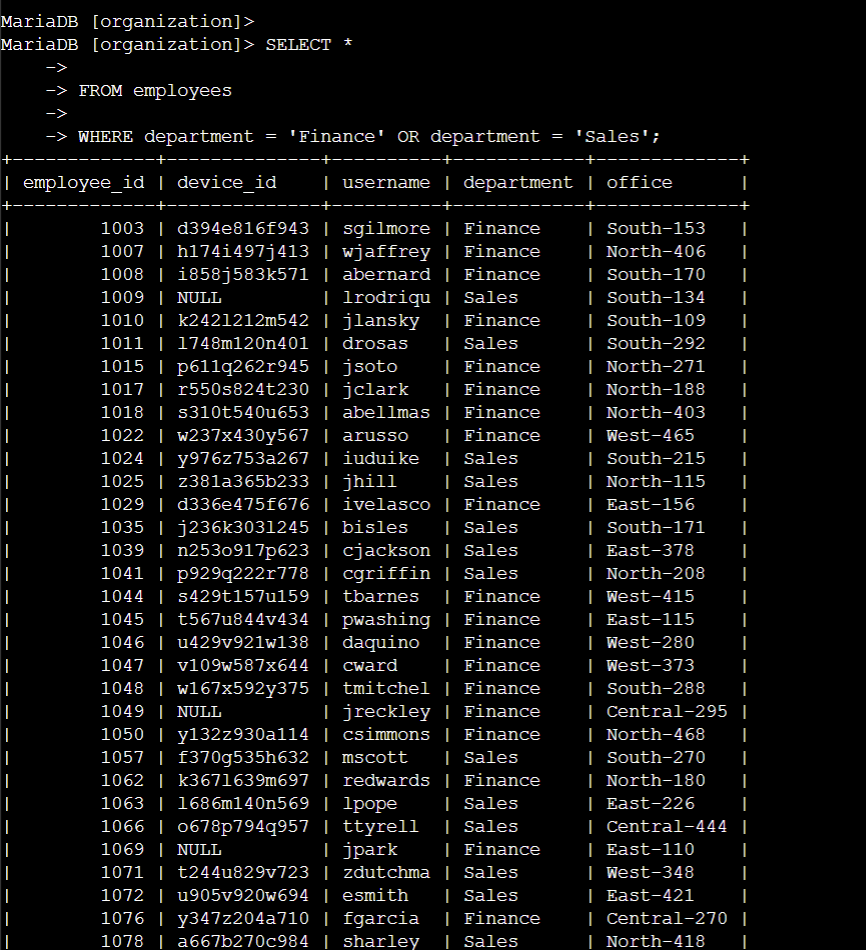 MariaDB [organization]>
MariaDB [organization]> SELECT *
    ->
    -> FROM employees
    ->
    -> WHERE department = 'Finance' OR department = 'Sales';
+-------------+--------------+----------+------------+-------------+
| employee_id | device_id    | username | department | office      |
+-------------+--------------+----------+------------+-------------+
|        1003 | d394e816f943 | sgilmore | Finance    | South-153   |
|        1007 | h174i497j413 | wjaffrey | Finance    | North-406   |
|        1008 | i858j583k571 | abernard | Finance    | South-170   |
|        1009 | NULL         | lrodriqu | Sales      | South-134   |
|        1010 | k242l212m542 | jlansky  | Finance    | South-109   |
|        1011 | l748m120n401 | drosas   | Sales      | South-292   |
|        1015 | p611q262r945 | jsoto    | Finance    | North-271   |
|        1017 | r550s824t230 | jclark   | Finance    | North-188   |
|        1018 | s310t540u653 | abellmas | Finance    | North-403   |
|        1022 | w237x430y567 | arusso   | Finance    | West-465    |
|        1024 | y976z753a267 | iuduike  | Sales      | South-215   |
|        1025 | z381a365b233 | jhill    | Sales      | North-115   |
|        1029 | d336e475f676 | ivelasco | Finance    | East-156    |
|        1035 | j236k303l245 | bisles   | Sales      | South-171   |
|        1039 | n253o917p623 | cjackson | Sales      | East-378    |
|        1041 | p929q222r778 | cgriffin | Sales      | North-208   |
|        1044 | s429t157u159 | tbarnes  | Finance    | West-415    |
|        1045 | t567u844v434 | pwashing | Finance    | East-115    |
|        1046 | u429v921w138 | daquino  | Finance    | West-280    |
|        1047 | v109w587x644 | cward    | Finance    | West-373    |
|        1048 | w167x592y375 | tmitchel | Finance    | South-288   |
|        1049 | NULL         | jreckley | Finance    | Central-295 |
|        1050 | y132z930a114 | csimmons | Finance    | North-468   |
|        1057 | f370g535h632 | mscott   | Sales      | South-270   |
|        1062 | k367l639m697 | redwards | Finance    | North-180   |
|        1063 | l686m140n569 | lpope    | Sales      | East-226    |
|        1066 | o678p794q957 | ttyrell  | Sales      | Central-444 |
|        1069 | NULL         | jpark    | Finance    | East-110    |
|        1071 | t244u829v723 | zdutchma | Sales      | West-348    |
|        1072 | u905v920w694 | esmith   | Sales      | East-421    |
|        1076 | y347z204a710 | fgarcia  | Finance    | Central-270 |
|        1078 | a667b270c984 | sharley  | Sales      | North-418   |